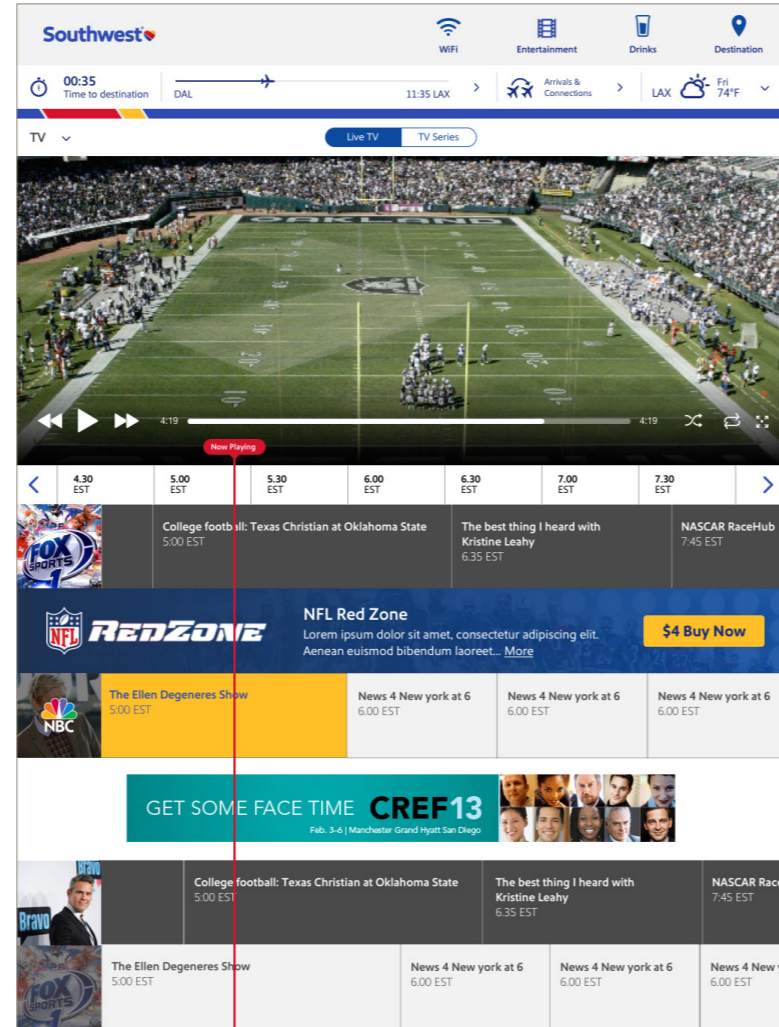 Southwest
WiFi
Entertainment
Drinks
Destination
00:35
Time to destination
DAL
11:35 LAX
Arrivals &
Connections
LAX
Fri
74°F
TV
Live TV
TV Series
OAKLAND
4:19
4:19
Now Playing
4.30
EST
5.00
EST
5.30
EST
6.00
EST
6.30
EST
7.00
EST
7.30
EST
FOX
SPORTS
1
College football: Texas Christian at Oklahoma State
5:00 EST
The best thing I heard with
Kristine Leahy
6.35 EST
NASCAR RaceHub
7:45 EST
NFL
REDZONE
NFL Red Zone
Lorem ipsum dolor sit amet, consectetur adipiscing elit.
Aenean euismod bibendum laoreet... More
$4 Buy Now
NBC
The Ellen Degeneres Show
5:00 EST
News 4 New york at 6
6.00 EST
News 4 New york at 6
6.00 EST
News 4 New york at 6
6.00 EST
GET SOME FACE TIME CREF13
Feb. 3-6 | Manchester Grand Hyatt San Diego
Bravo
Bravo
College football: Texas Christian at Oklahoma State
5:00 EST
The best thing I heard with
Kristine Leahy
6.35 EST
NASCAR Race
7:45 EST
FOX
SPORTS
The Ellen Degeneres Show
5:00 EST
News 4 New york at 6
6.00 EST
News 4 New york at 6
6.00 EST
News 4 New
6.00 EST